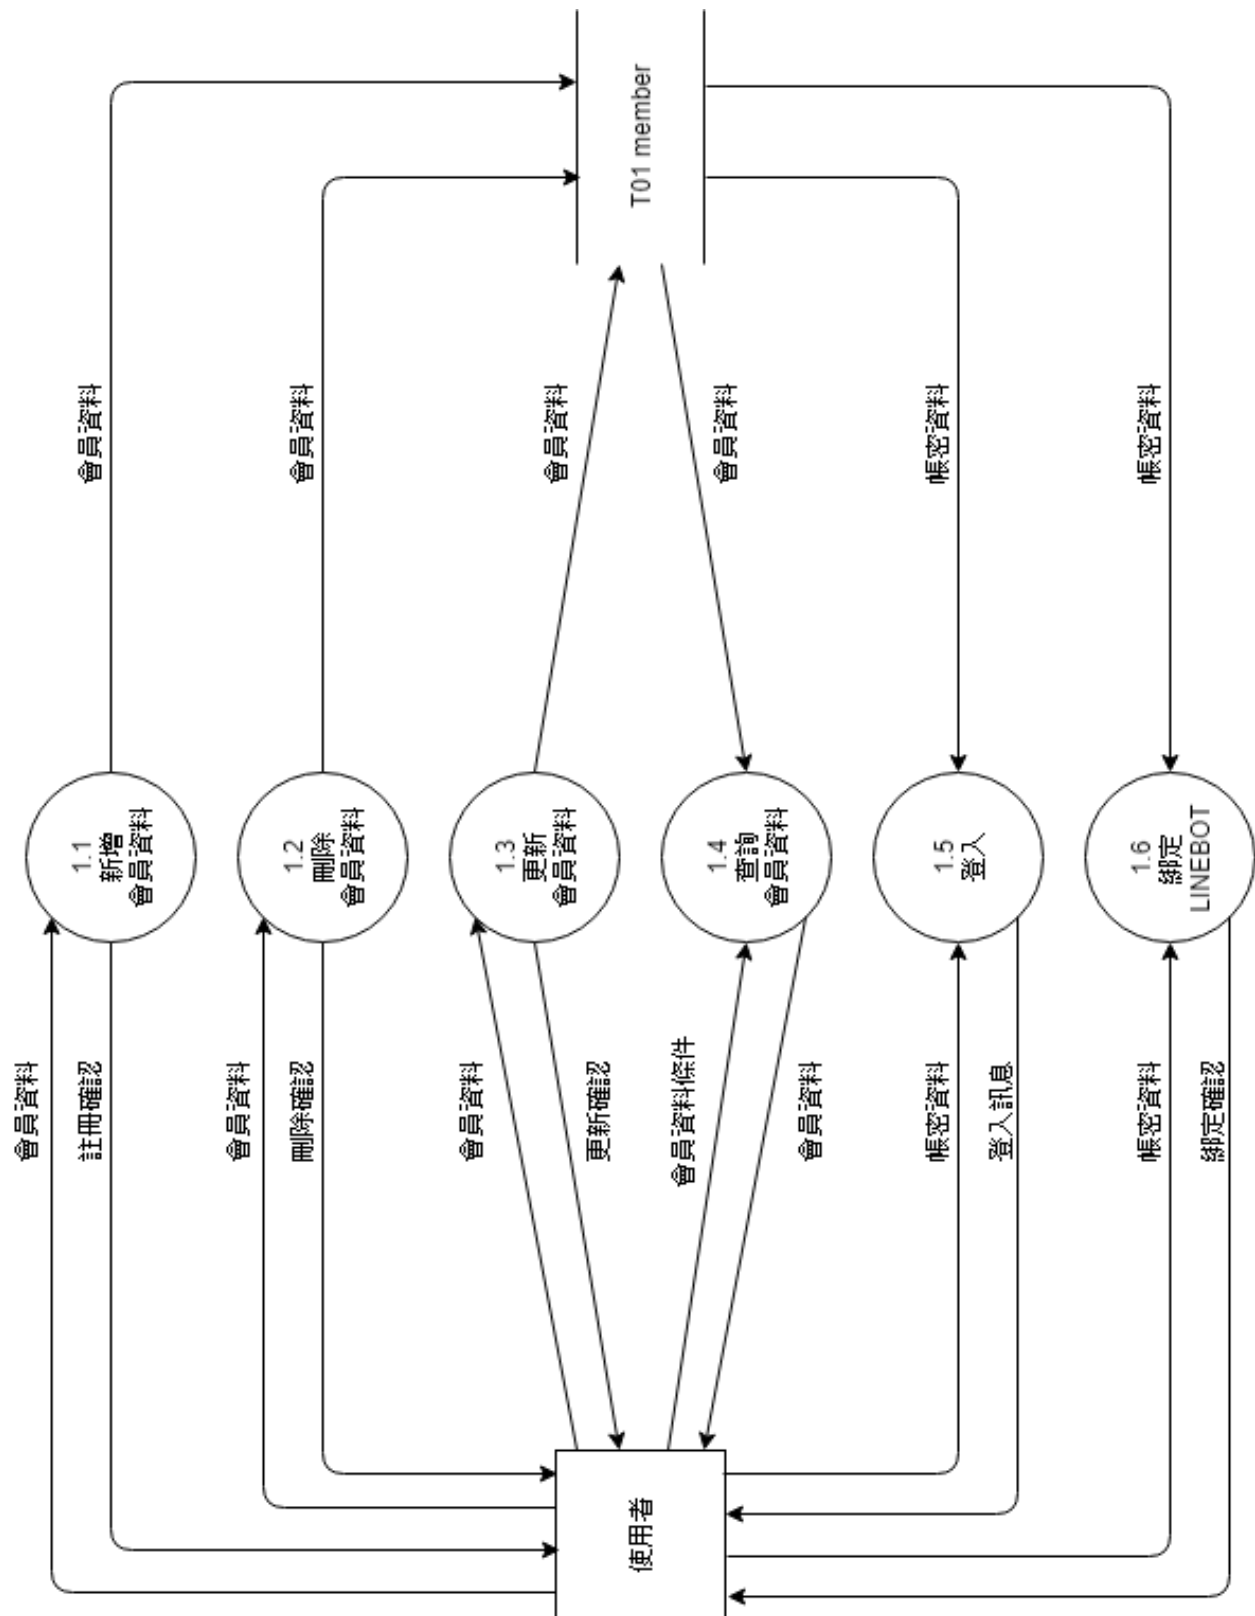 會員資料
註冊確認
1.1
新增
會員資料
會員資料
會員資料
刪除確認
1.2
刪除
會員資料
會員資料
會員資料
更新確認
1.3
更新
會員資料
會員資料
使用者
T01 member
會員資料條件
會員資料
1.4
查詢
會員資料
會員資料
帳密資料
登入訊息
1.5
登入
帳密資料
帳密資料
綁定確認
1.6
綁定
LINEBOT
帳密資料